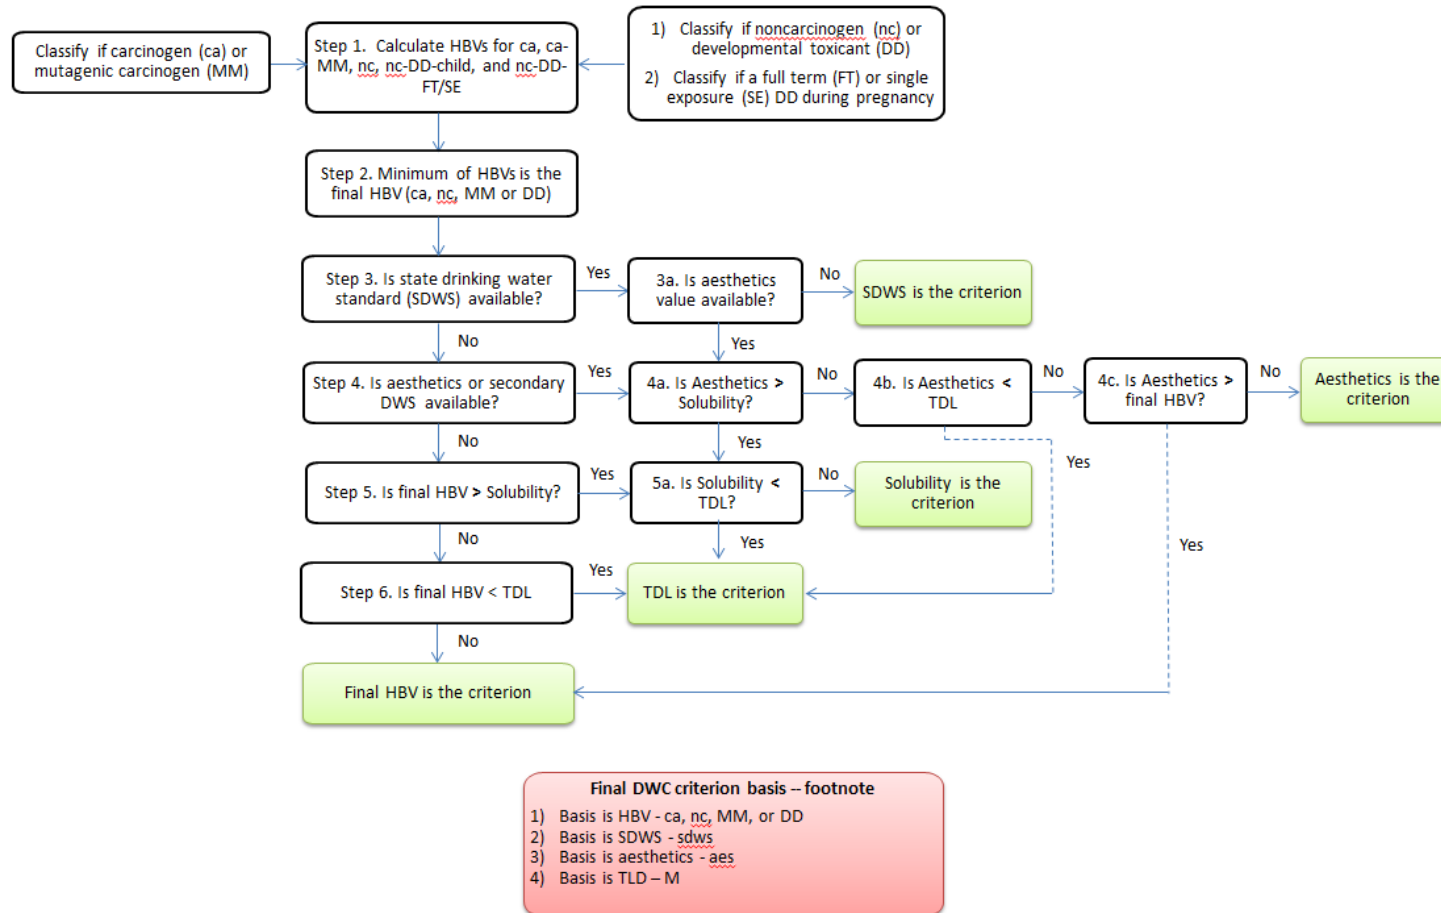 Classify if carcinogen (ca) or
mutagenic carcinogen (MM)
Step 1. Calculate HBVs for ca, ca-
MM, nc, nc-DD-child, and nc-DD-
FT/SE
1) Classify if noncarcinogen (nc) or
developmental toxicant (DD)
2) Classify if a full term (FT) or single
exposure (SE) DD during pregnancy
Step 2. Minimum of HBVs is the
final HBV (ca, nc, MM or DD)
Step 3. Is state drinking water
standard (SDWS) available?
Yes
3a. Is aesthetics
value available?
No
SDWS is the criterion
No
Yes
Step 4. Is aesthetics or secondary
DWS available?
Yes
4a. Is Aesthetics >
Solubility?
No
4b. Is Aesthetics <
TDL
No
4c. Is Aesthetics >
final HBV?
No
Aesthetics is the
criterion
No
Yes
Yes
Step 5. Is final HBV > Solubility?
Yes
5a. Is Solubility <
TDL?
No
Solubility is the
criterion
No
Yes
Yes
Step 6. Is final HBV < TDL
Yes
TDL is the criterion
No
Final HBV is the criterion
Final DWC criterion basis -- footnote
1) Basis is HBV - ca, nc, MM, or DD
2) Basis is SDWS - sdws
3) Basis is aesthetics - aes
4) Basis is TLD – M